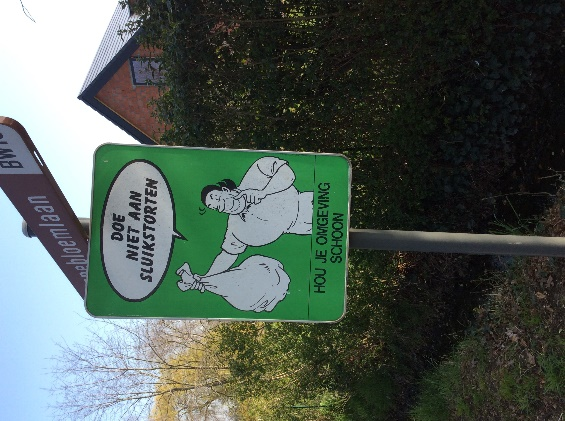 DOE
NIET AAN
SLUIKSTORTEN
HOU JE OMGEVING
SCHOON